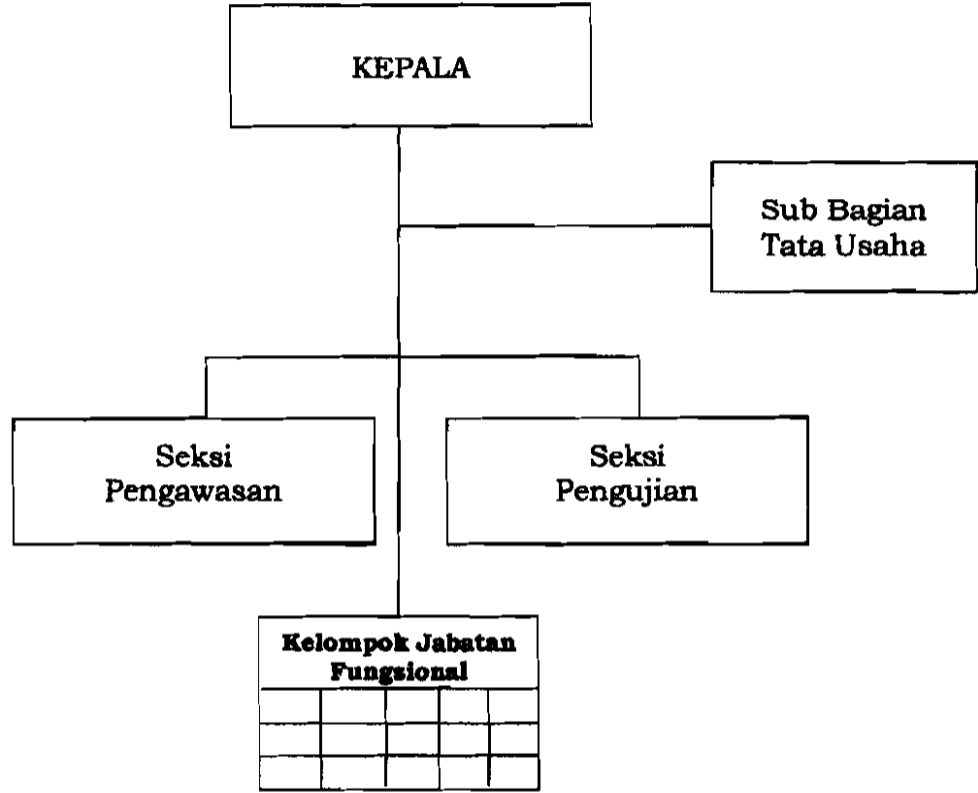 KEPALA
Sub Bagian
Tata Usaha
Seksi
Pengawasan
Seksi
Pengujian
Kelompok Jabatan
Fungsional